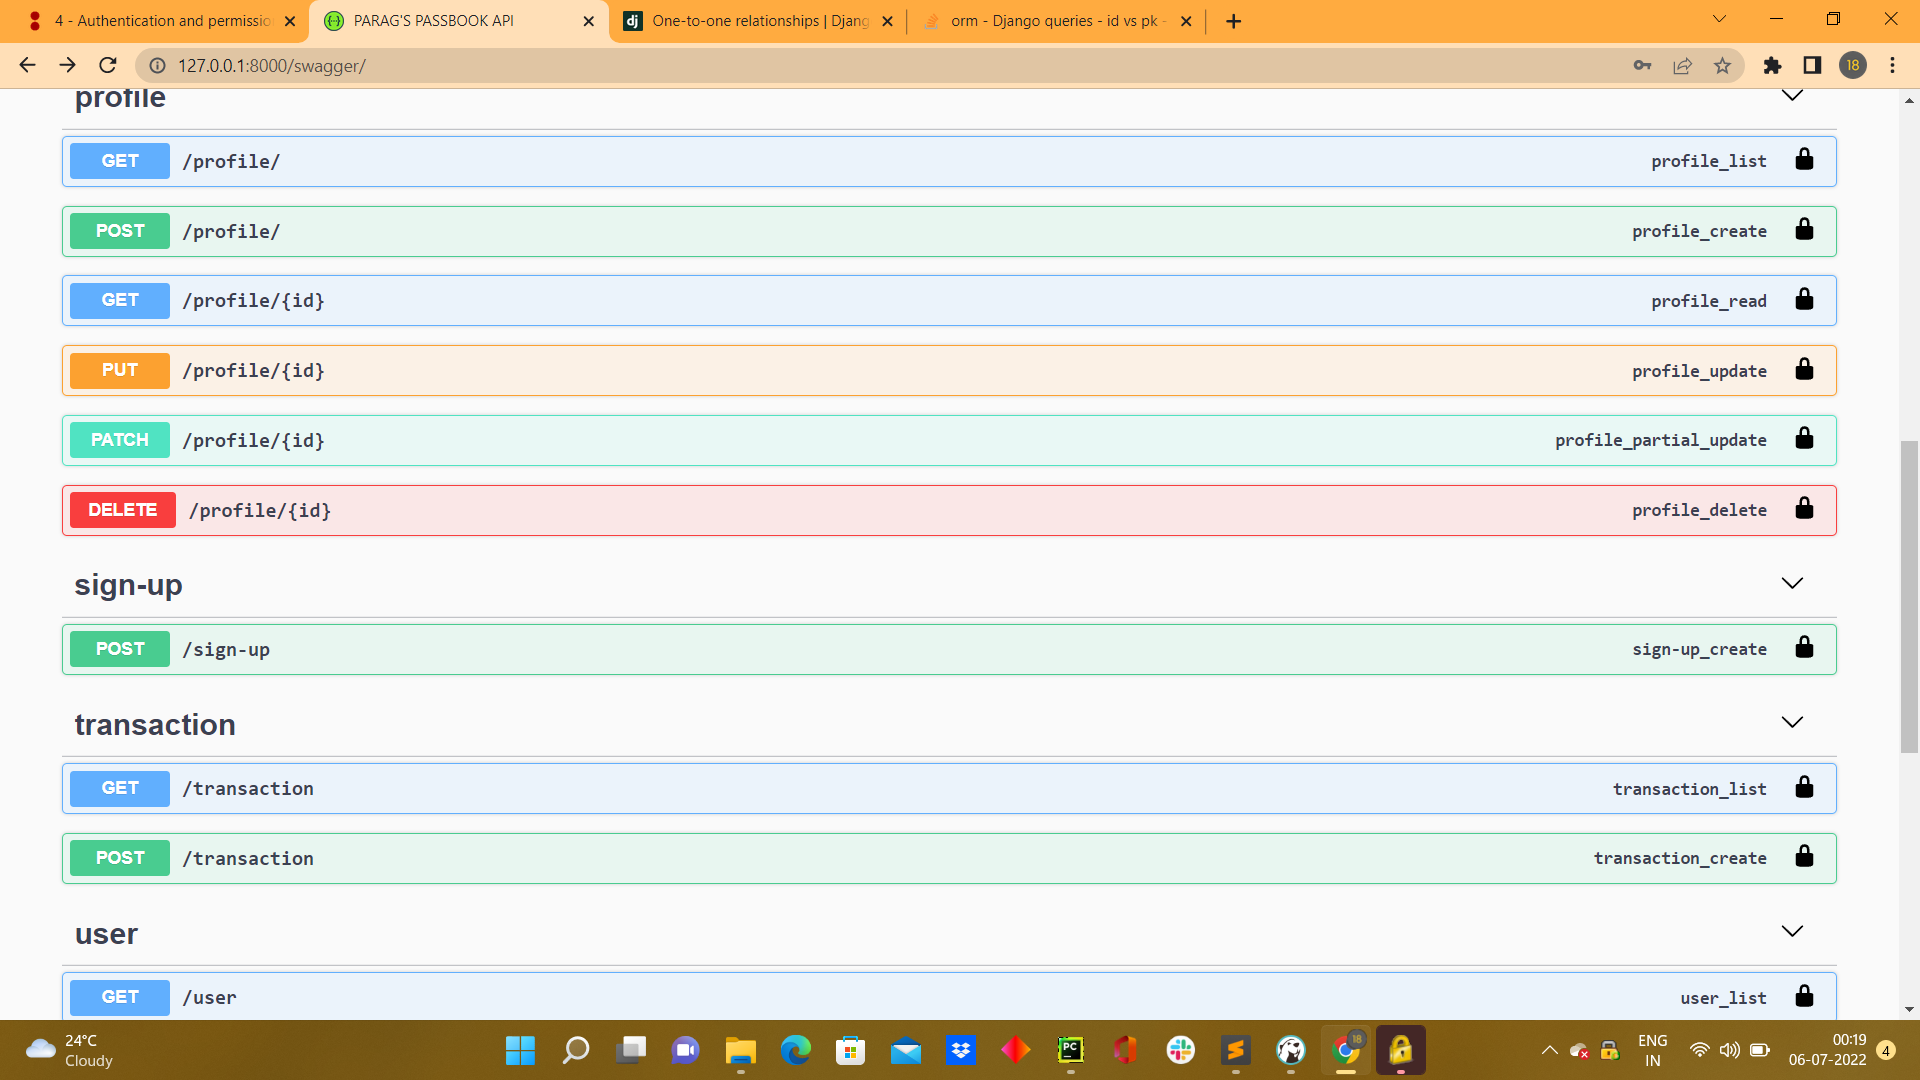 4 - Authentication and permissio
PARAG'S PASSBOOK API
One-to-one relationships | Djang
orm - Django queries - id vs pk -
127.0.0.1:8000/swagger/
18
profile
GET /profile/ profile_list
POST /profile/ profile_create
GET /profile/{id} profile_read
PUT /profile/{id} profile_update
PATCH /profile/{id} profile_partial_update
DELETE /profile/{id} profile_delete
sign-up
POST /sign-up sign-up_create
transaction
GET /transaction transaction_list
POST /transaction transaction_create
user
GET /user user_list
24°C
Cloudy
PC
18
ENG
IN
00:19
06-07-2022
4